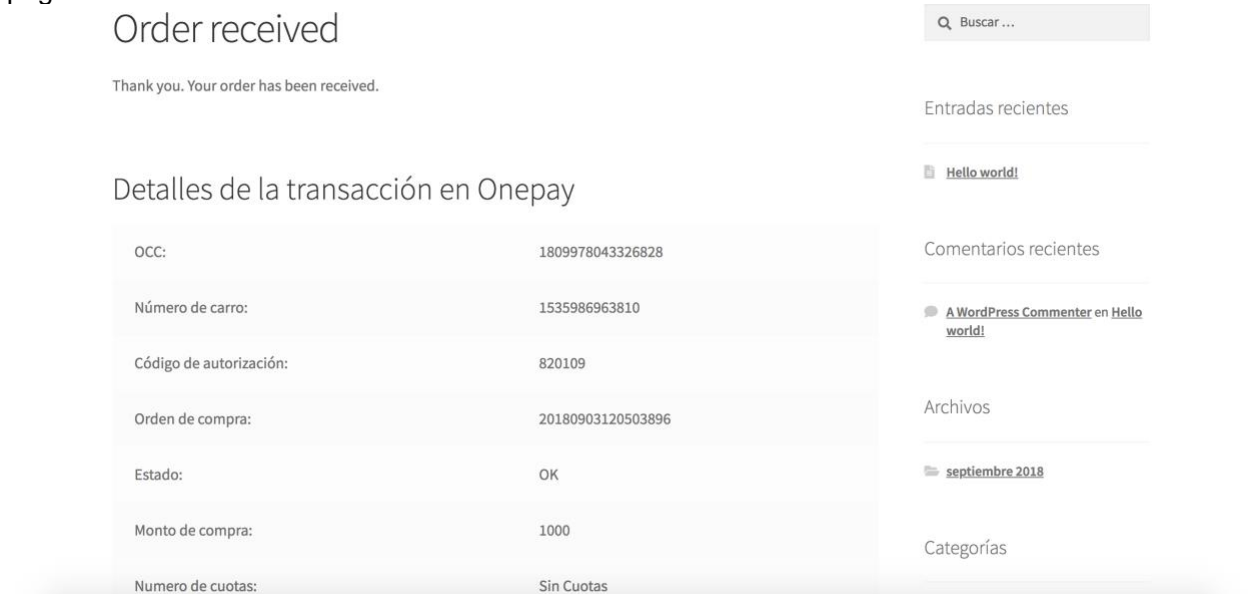 Order received
Thank you. Your order has been received.
Detalles de la transacción en Onepay
OCC: 1809978043326828
Número de carro: 1535986963810
Código de autorización: 820109
Orden de compra: 20180903120503896
Estado: OK
Monto de compra: 1000
Numero de cuotas: Sin Cuotas
Buscar …
Entradas recientes
Hello world!
Comentarios recientes
A WordPress Commenter en Hello
world!
Archivos
septiembre 2018
Categorías